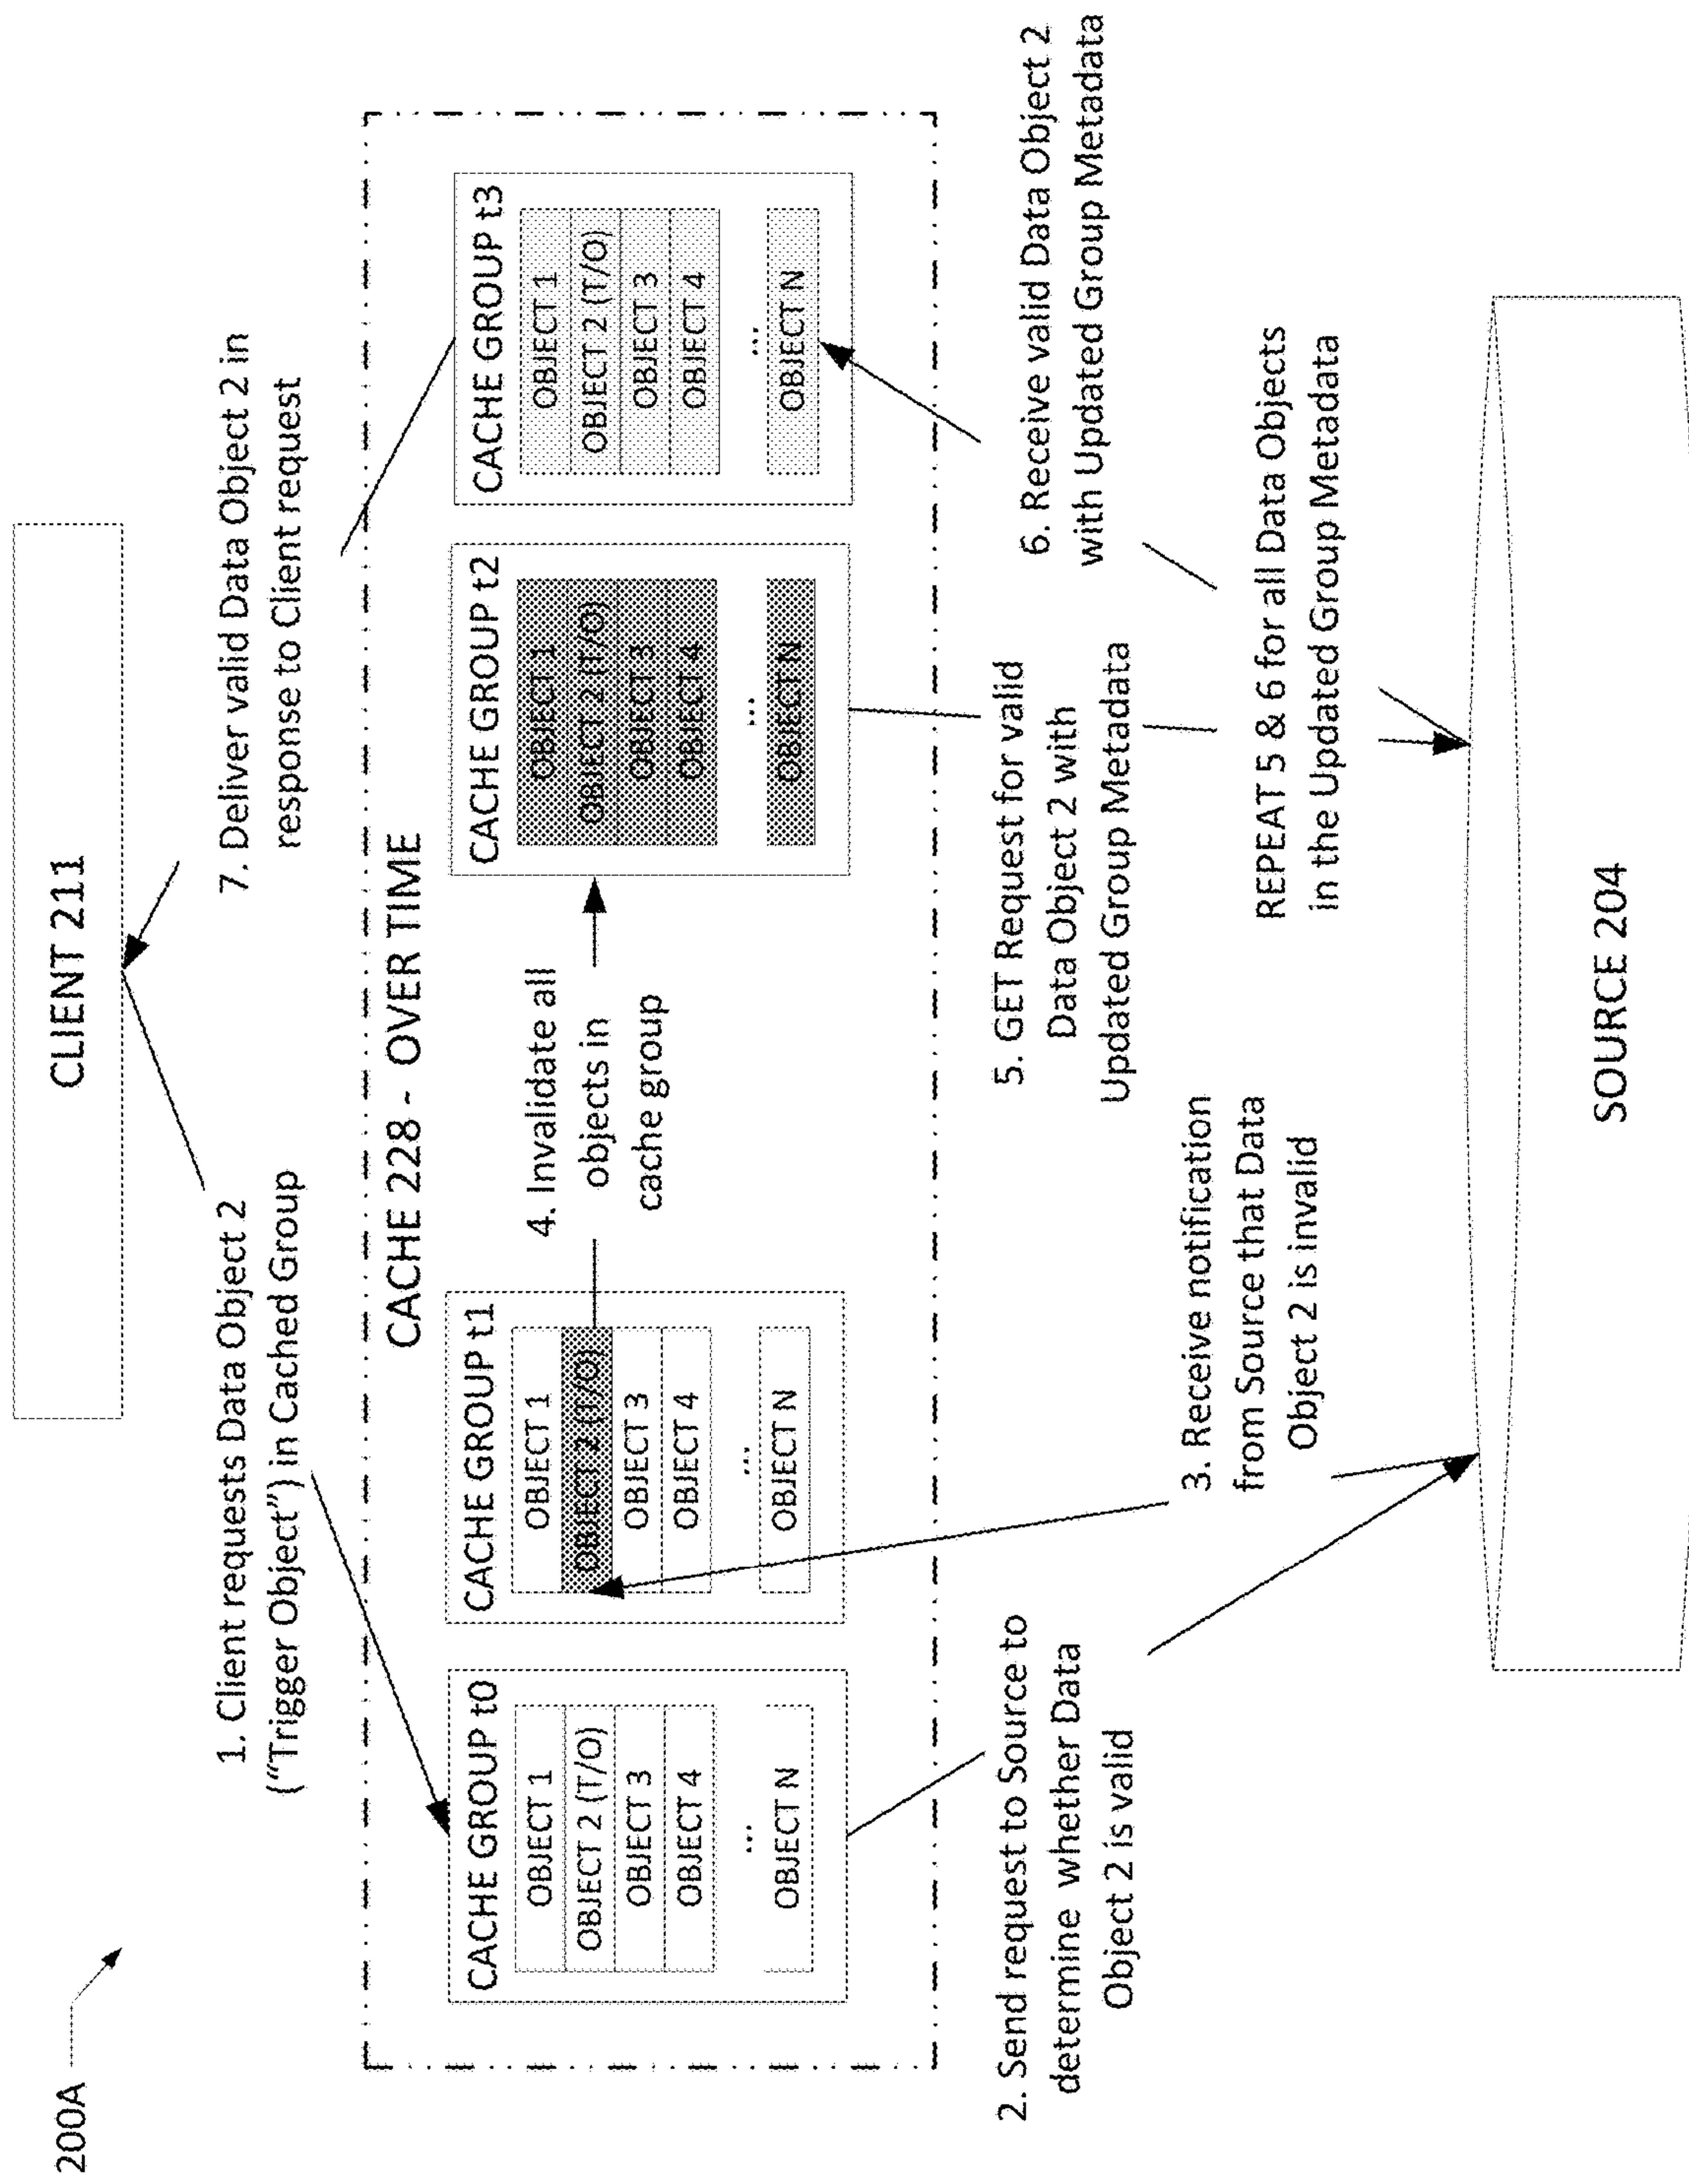 200A
CLIENT 211
1. Client requests Data Object 2
("Trigger Object") in Cached Group
7. Deliver valid Data Object 2 in
response to Client request
CACHE 228 - OVER TIME
CACHE GROUP t0
OBJECT 1
OBJECT 2 (T/O)
OBJECT 3
OBJECT 4
...
OBJECT N
CACHE GROUP t1
OBJECT 1
OBJECT 2 (T/O)
OBJECT 3
OBJECT 4
...
OBJECT N
4. Invalidate all
objects in
cache group
CACHE GROUP t2
OBJECT 1
OBJECT 2 (T/O)
OBJECT 3
OBJECT 4
...
OBJECT N
CACHE GROUP t3
OBJECT 1
OBJECT 2 (T/O)
OBJECT 3
OBJECT 4
...
OBJECT N
2. Send request to Source to
determine whether Data
Object 2 is valid
3. Receive notification
from Source that Data
Object 2 is invalid
5. GET Request for valid
Data Object 2 with
Updated Group Metadata
6. Receive valid Data Object 2
with Updated Group Metadata
REPEAT 5 & 6 for all Data Objects
in the Updated Group Metadata
SOURCE 204